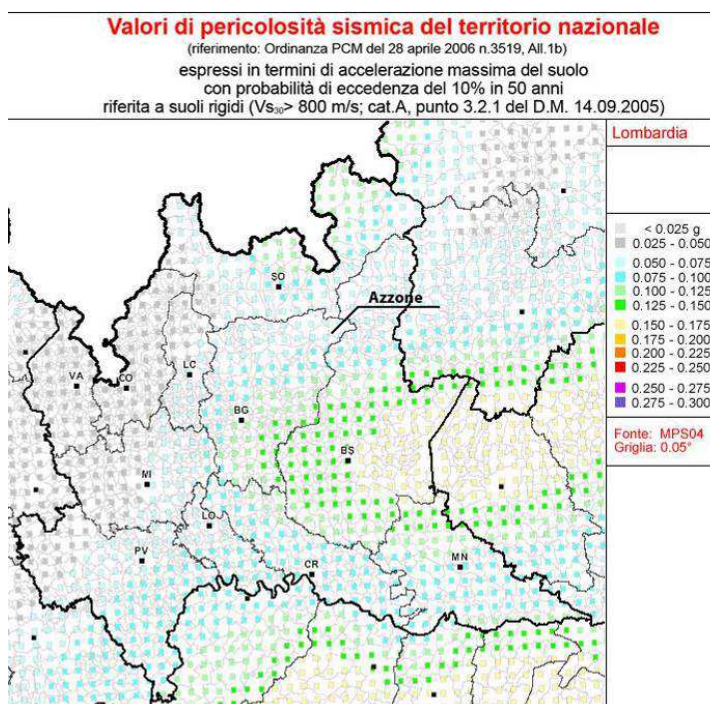 Valori di pericolosità sismica del territorio nazionale
(riferimento: Ordinanza PCM del 28 aprile 2006 n.3519, All.1b)
espressi in termini di accelerazione massima del suolo
con probabilità di eccedenza del 10% in 50 anni
riferita a suoli rigidi (Vs₃₀> 800 m/s; cat.A, punto 3.2.1 del D.M. 14.09.2005)
Lombardia
< 0.025 g
0.025 - 0.050
0.050 - 0.075
0.075 - 0.100
0.100 - 0.125
0.125 - 0.150
0.150 - 0.175
0.175 - 0.200
0.200 - 0.225
0.225 - 0.250
0.250 - 0.275
0.275 - 0.300
Fonte: MPS04
Griglia: 0.05°
SO
Azzone
VA
CO
LC
BG
BS
MI
LO
PV
CR
MN